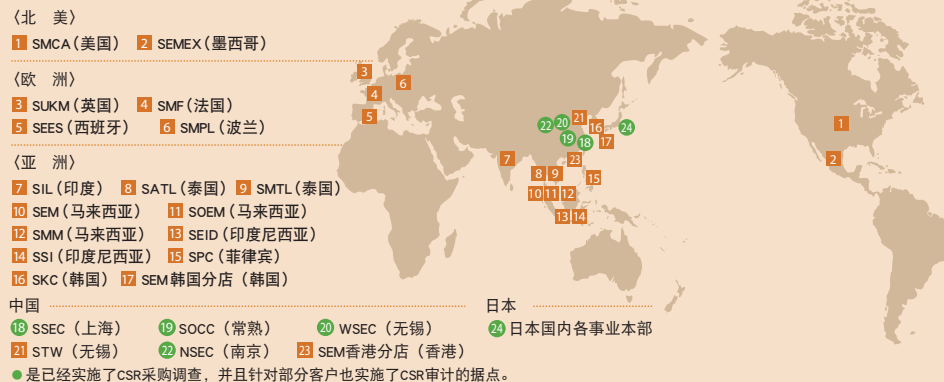 〈北　美〉
1 SMCA（美国） 2 SEMEX（墨西哥）
〈欧　洲〉
3 SUKM（英国） 4 SMF（法国）
5 SEES（西班牙） 6 SMPL（波兰）
〈亚　洲〉
7 SIL（印度） 8 SATL（泰国） 9 SMTL（泰国）
10 SEM（马来西亚） 11 SOEM（马来西亚）
12 SMM（马来西亚） 13 SEID（印度尼西亚）
14 SSI（印度尼西亚） 15 SPC（菲律宾）
16 SKC（韩国） 17 SEM韩国分店（韩国）
中国
18 SSEC（上海） 19 SOCC（常熟） 20 WSEC（无锡）
21 STW（无锡） 22 NSEC（南京） 23 SEM香港分店（香港）
日本
24 日本国内各事业本部
●是已经实施了CSR采购调查，并且针对部分客户也实施了CSR审计的据点。
3
6
4
5
22 20 21
16
24
19 18 17
7
23
8 9
15
10 11 12
13 14
1
2